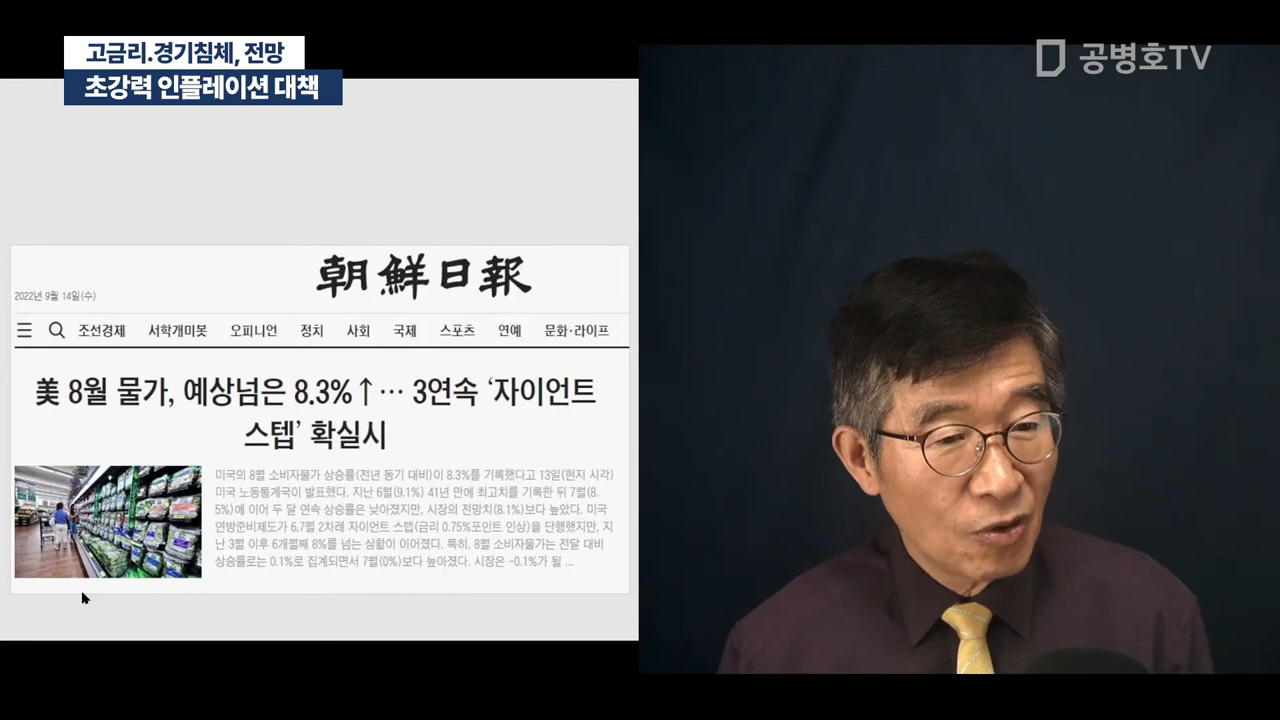 고금리.경기침체, 전망
초강력 인플레이션 대책
공병호TV
朝鮮日報
2022년 9월 14일(수)
조선경제 서학개미봇 오피니언 정치 사회 국제 스포츠 연예 문화·라이프
美 8월 물가, 예상넘은 8.3%↑… 3연속 ‘자이언트
스텝’ 확실시
미국의 8월 소비자물가 상승률(전년 동기 대비)이 8.3%를 기록했다고 13일(현지 시각)
미국 노동통계국이 발표했다. 지난 6월(9.1%) 41년 만에 최고치를 기록한 뒤 7월(8.
5%)에 이어 두 달 연속 상승률은 낮아졌지만, 시장의 전망치(8.1%)보다 높았다. 미국
연방준비제도가 6,7월 2차례 자이언트 스텝(금리 0.75%포인트 인상)을 단행했지만, 지
난 3월 이후 6개월째 8%를 넘는 상황이 이어졌다. 특히, 8월 소비자물가는 전달 대비
상승률로는 0.1%로 집계되면서 7월(0%)보다 높아졌다. 시장은 -0.1%가 될 ...